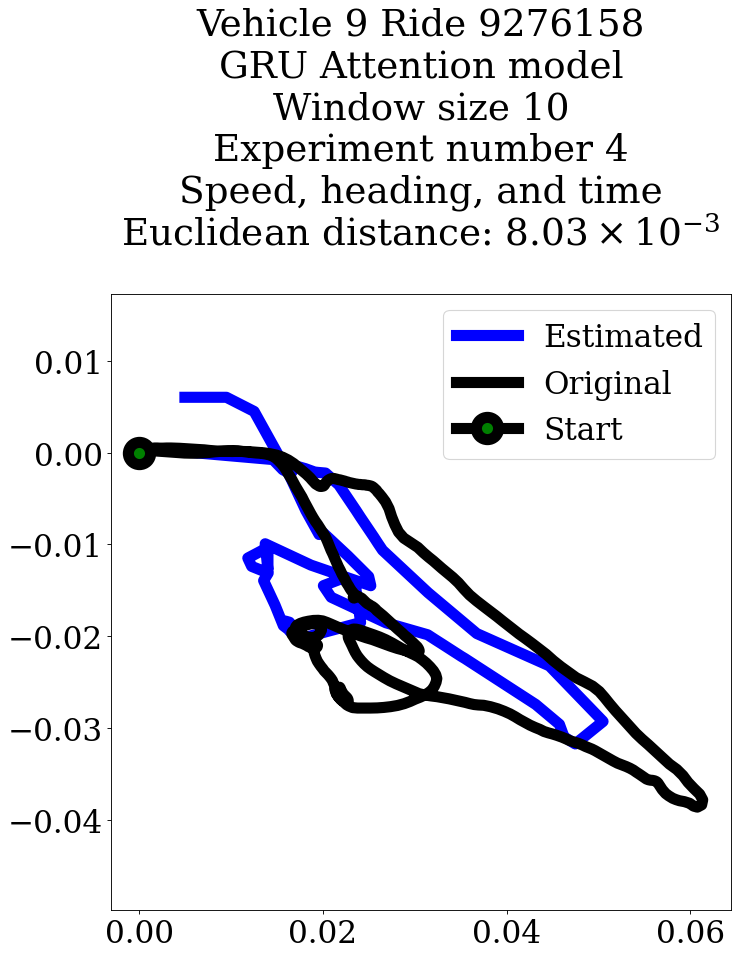 Vehicle 9 Ride 9276158
GRU Attention model
Window size 10
Experiment number 4
Speed, heading, and time
Euclidean distance: 8.03 × 10⁻³
Estimated
Original
Start
0.01
0.00
−0.01
−0.02
−0.03
−0.04
0.00 0.02 0.04 0.06